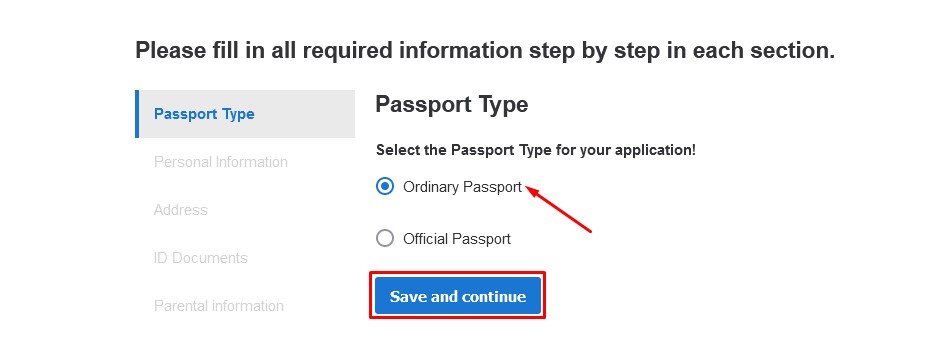 Please fill in all required information step by step in each section.
Passport Type
Personal Information
Address
ID Documents
Parental information
Passport Type
Select the Passport Type for your application!
Ordinary Passport
Official Passport
Save and continue